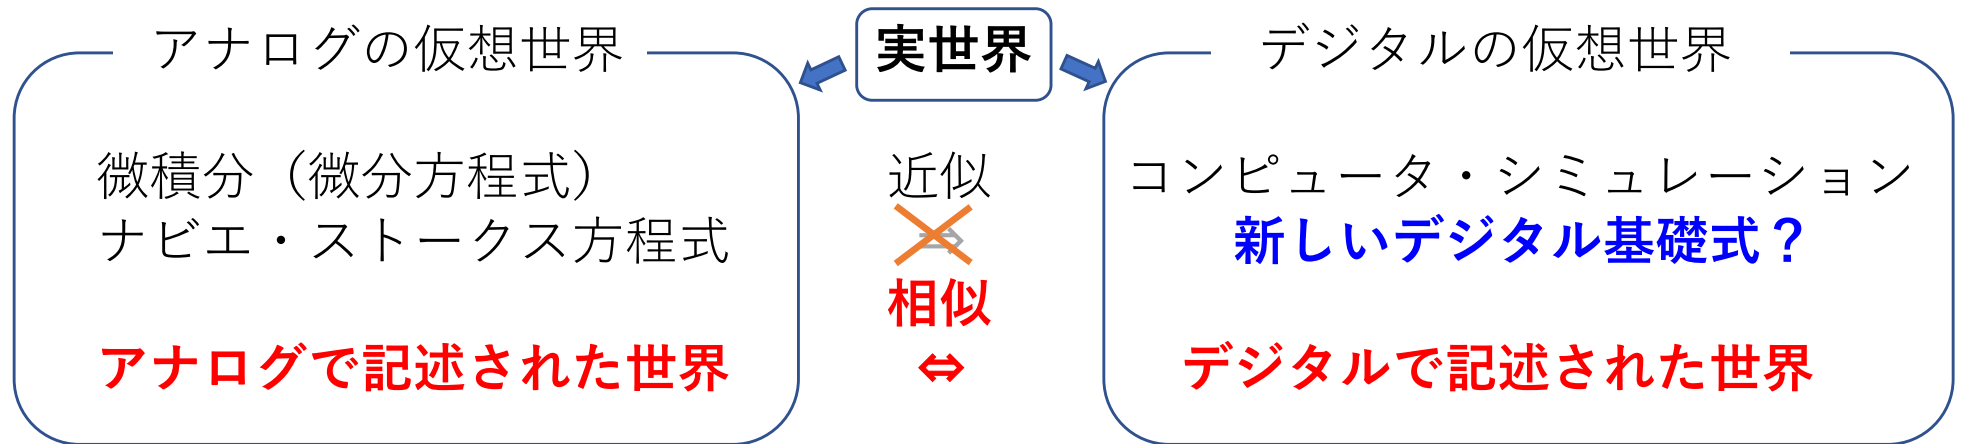 アナログの仮想世界
微積分（微分方程式）
ナビエ・ストークス方程式
アナログで記述された世界
実世界
近似
⇒
相似
⇔
デジタルの仮想世界
コンピュータ・シミュレーション
新しいデジタル基礎式？
デジタルで記述された世界